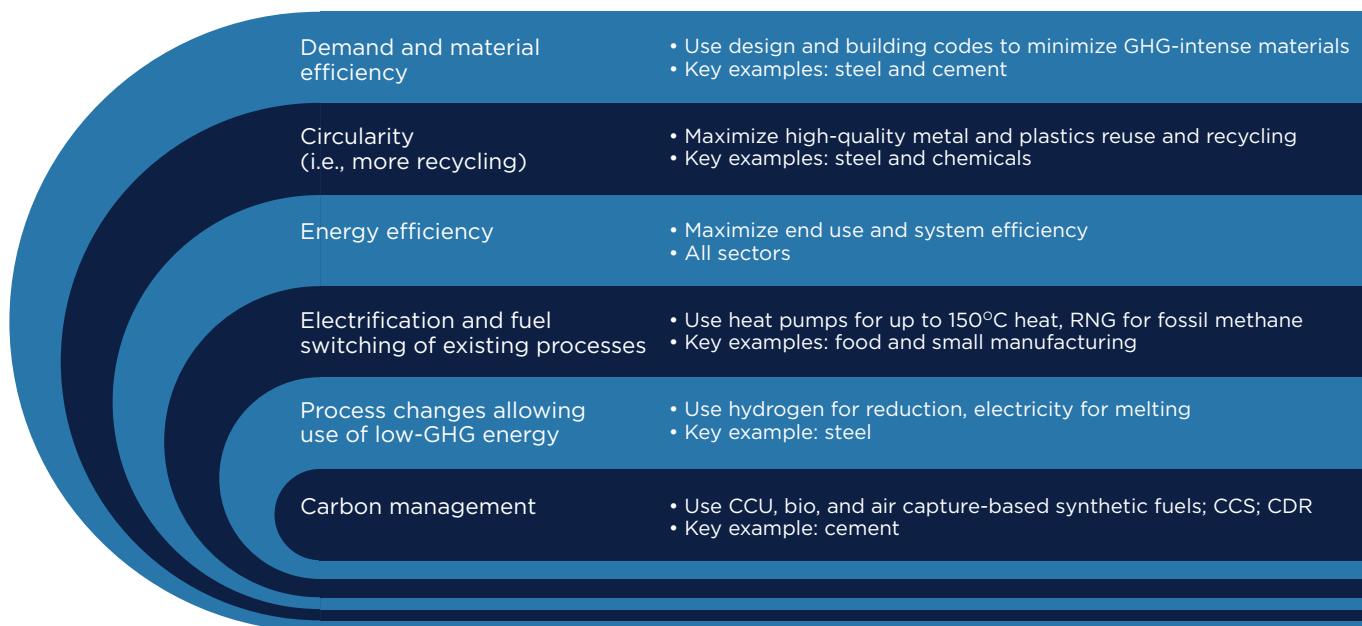 Demand and material
efficiency
• Use design and building codes to minimize GHG-intense materials
• Key examples: steel and cement
Circularity
(i.e., more recycling)
• Maximize high-quality metal and plastics reuse and recycling
• Key examples: steel and chemicals
Energy efficiency
• Maximize end use and system efficiency
• All sectors
Electrification and fuel
switching of existing processes
• Use heat pumps for up to 150°C heat, RNG for fossil methane
• Key examples: food and small manufacturing
Process changes allowing
use of low-GHG energy
• Use hydrogen for reduction, electricity for melting
• Key example: steel
Carbon management
• Use CCU, bio, and air capture-based synthetic fuels; CCS; CDR
• Key example: cement